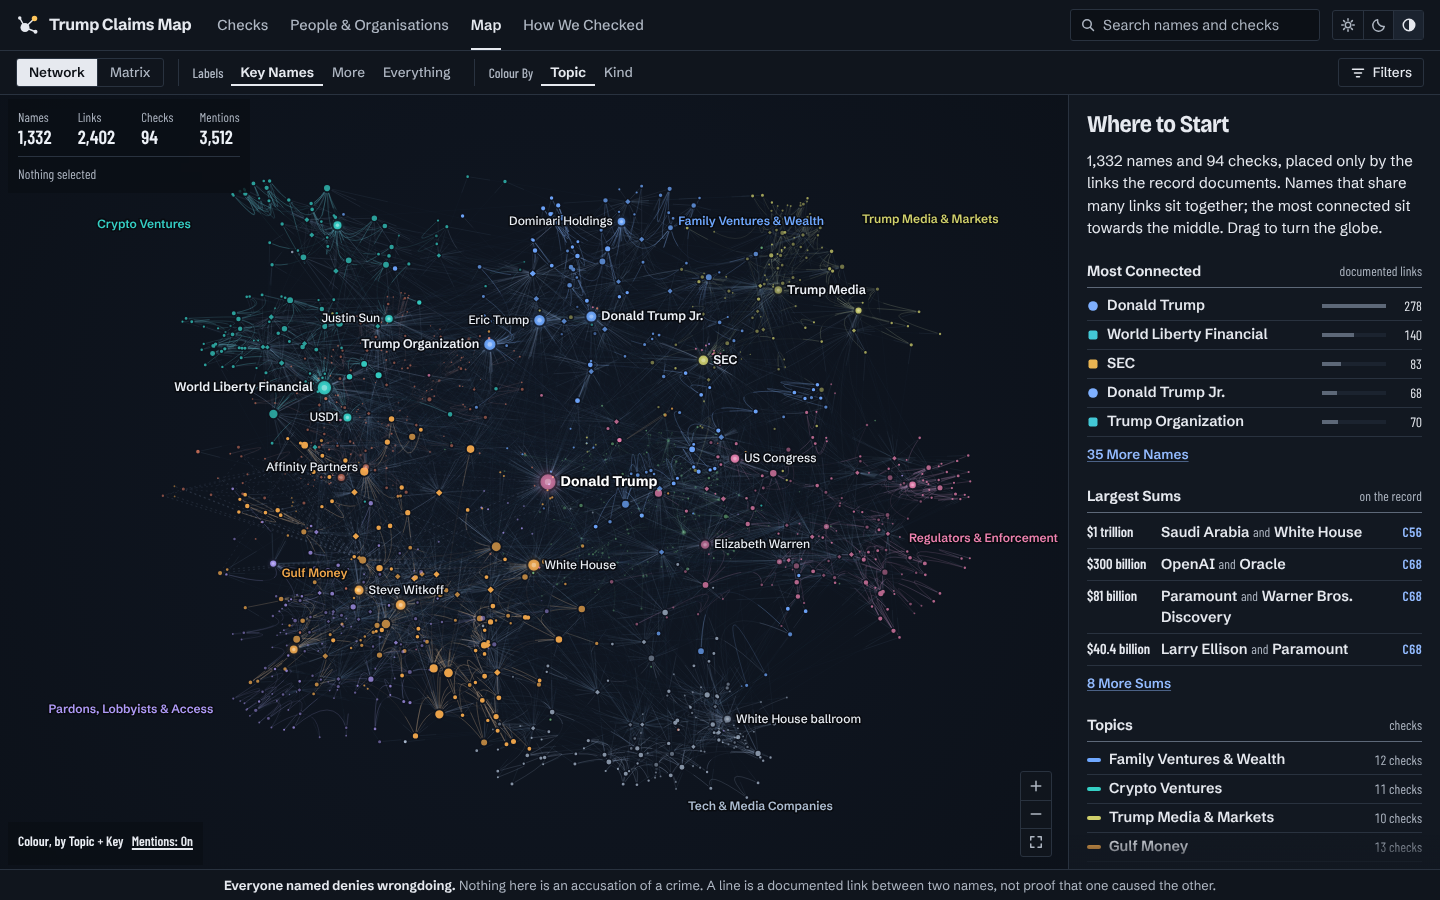 Trump Claims Map
Checks
People & Organisations
Map
How We Checked
Search names and checks
Network
Matrix
Labels
Key Names
More
Everything
Colour By
Topic
Kind
Filters
Names
Links
Checks
Mentions
1,332
2,402
94
3,512
Nothing selected
Crypto Ventures
Dominari Holdings
Family Ventures & Wealth
Trump Media & Markets
Trump Media
Justin Sun
Eric Trump
Donald Trump Jr.
Trump Organization
SEC
World Liberty Financial
USD1
Affinity Partners
US Congress
Donald Trump
Regulators & Enforcement
Elizabeth Warren
White House
Gulf Money
Steve Witkoff
Pardons, Lobbyists & Access
White House ballroom
Tech & Media Companies
Colour, by Topic + Key
Mentions: On
Where to Start
1,332 names and 94 checks, placed only by the
links the record documents. Names that share
many links sit together; the most connected sit
towards the middle. Drag to turn the globe.
Most Connected
documented links
Donald Trump 278
World Liberty Financial 140
SEC 83
Donald Trump Jr. 68
Trump Organization 70
35 More Names
Largest Sums
on the record
$1 trillion Saudi Arabia and White House C56
$300 billion OpenAI and Oracle C68
$81 billion Paramount and Warner Bros. C68
Discovery
$40.4 billion Larry Ellison and Paramount C68
8 More Sums
Topics
checks
Family Ventures & Wealth 12 checks
Crypto Ventures 11 checks
Trump Media & Markets 10 checks
Gulf Money 13 checks
Everyone named denies wrongdoing. Nothing here is an accusation of a crime. A line is a documented link between two names, not proof that one caused the other.